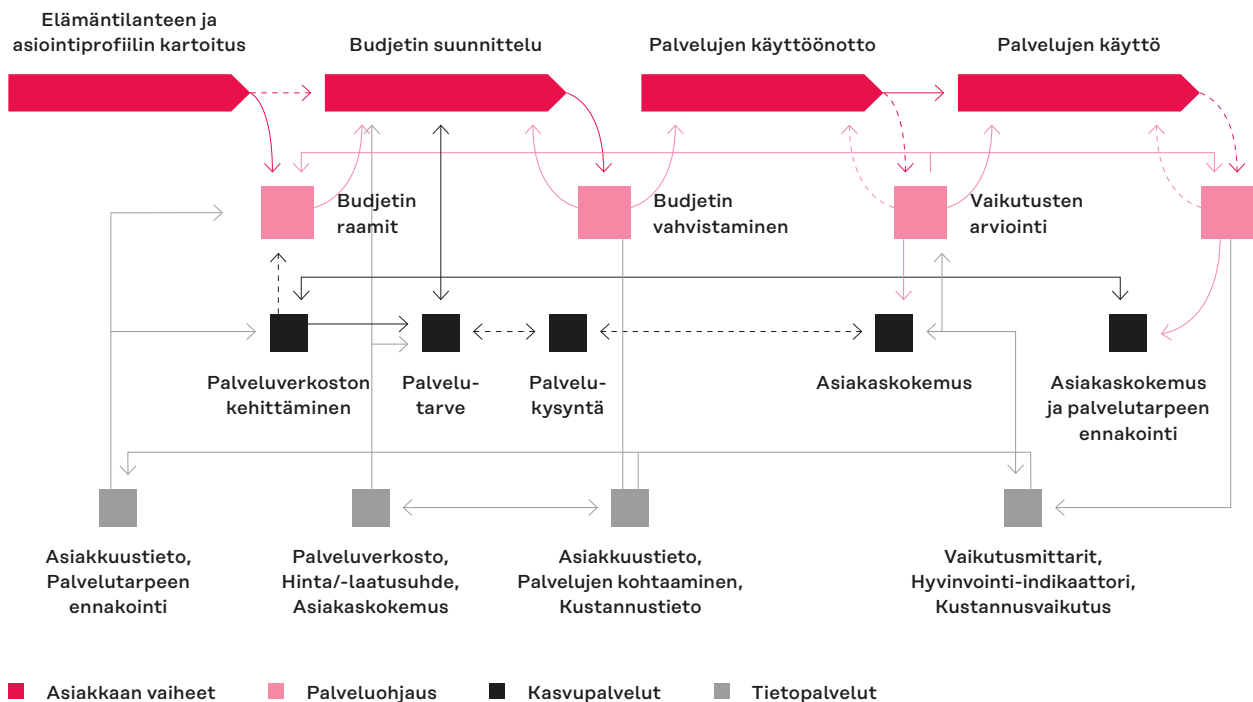 Elämäntilanteen ja
asiointiprofiilin kartoitus
Budjetin suunnittelu
Palvelujen käyttöönotto
Palvelujen käyttö
Budjetin
raamit
Budjetin
vahvistaminen
Vaikutusten
arviointi
Palveluverkoston
kehittäminen
Palvelu-
tarve
Palvelu-
kysyntä
Asiakaskokemus
Asiakaskokemus
ja palvelutarpeen
ennakointi
Asiakkuustieto,
Palvelutarpeen
ennakointi
Palveluverkosto,
Hinta/-laatusuhde,
Asiakaskokemus
Asiakkuustieto,
Palvelujen kohtaaminen,
Kustannustieto
Vaikutusmittarit,
Hyvinvointi-indikaattori,
Kustannusvaikutus
Asiakkaan vaiheet
Palveluohjaus
Kasvupalvelut
Tietopalvelut